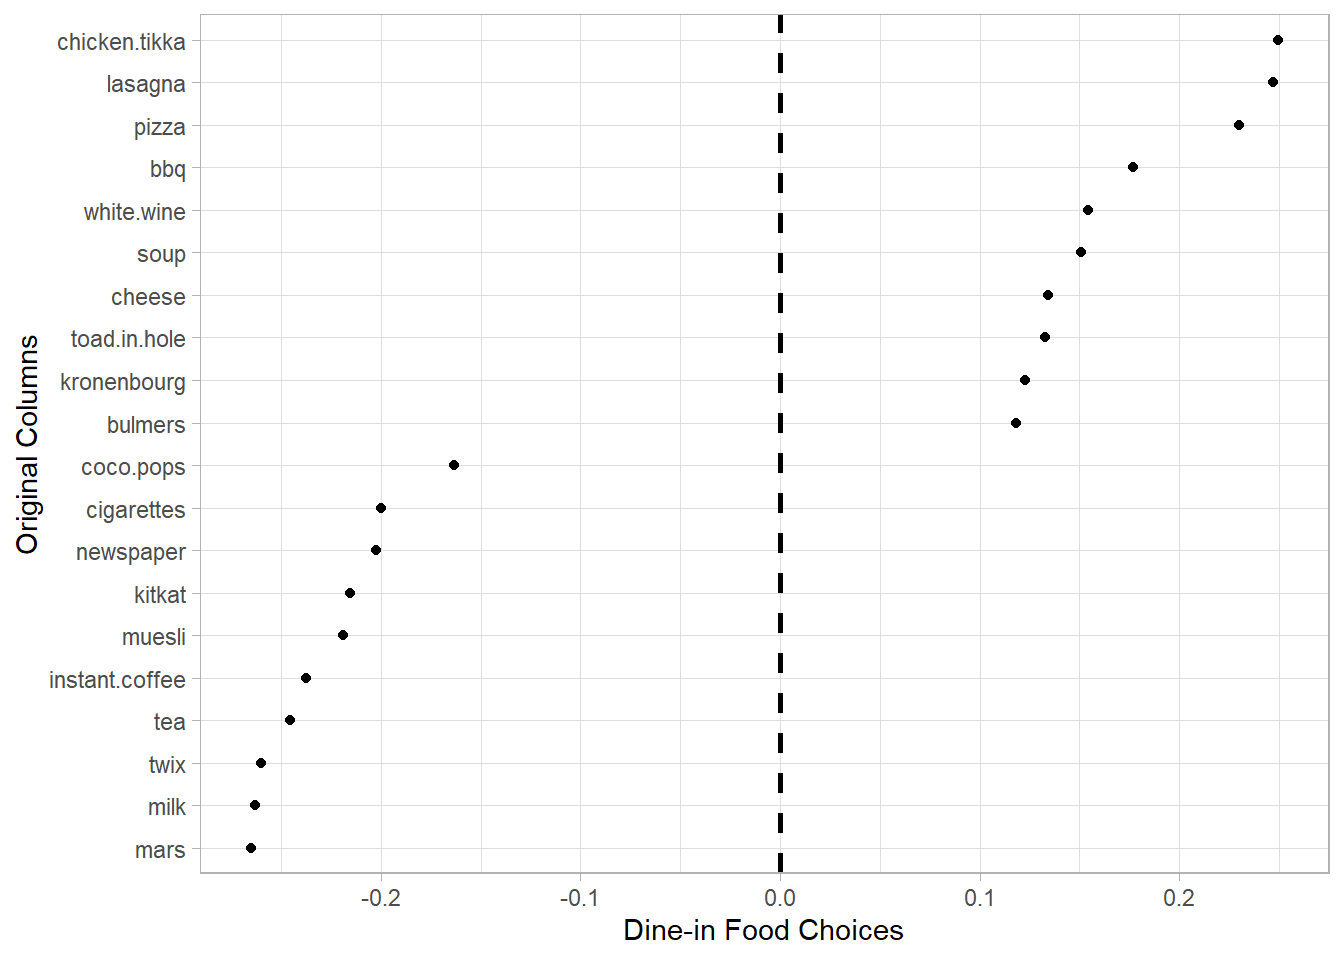 chicken.tikka
lasagna
pizza
bbq
white.wine
soup
cheese
toad.in.hole
kronenbourg
bulmers
coco.pops
cigarettes
newspaper
kitkat
muesli
instant.coffee
tea
twix
milk
mars
Original Columns
-0.2 -0.1 0.0 0.1 0.2
Dine-in Food Choices